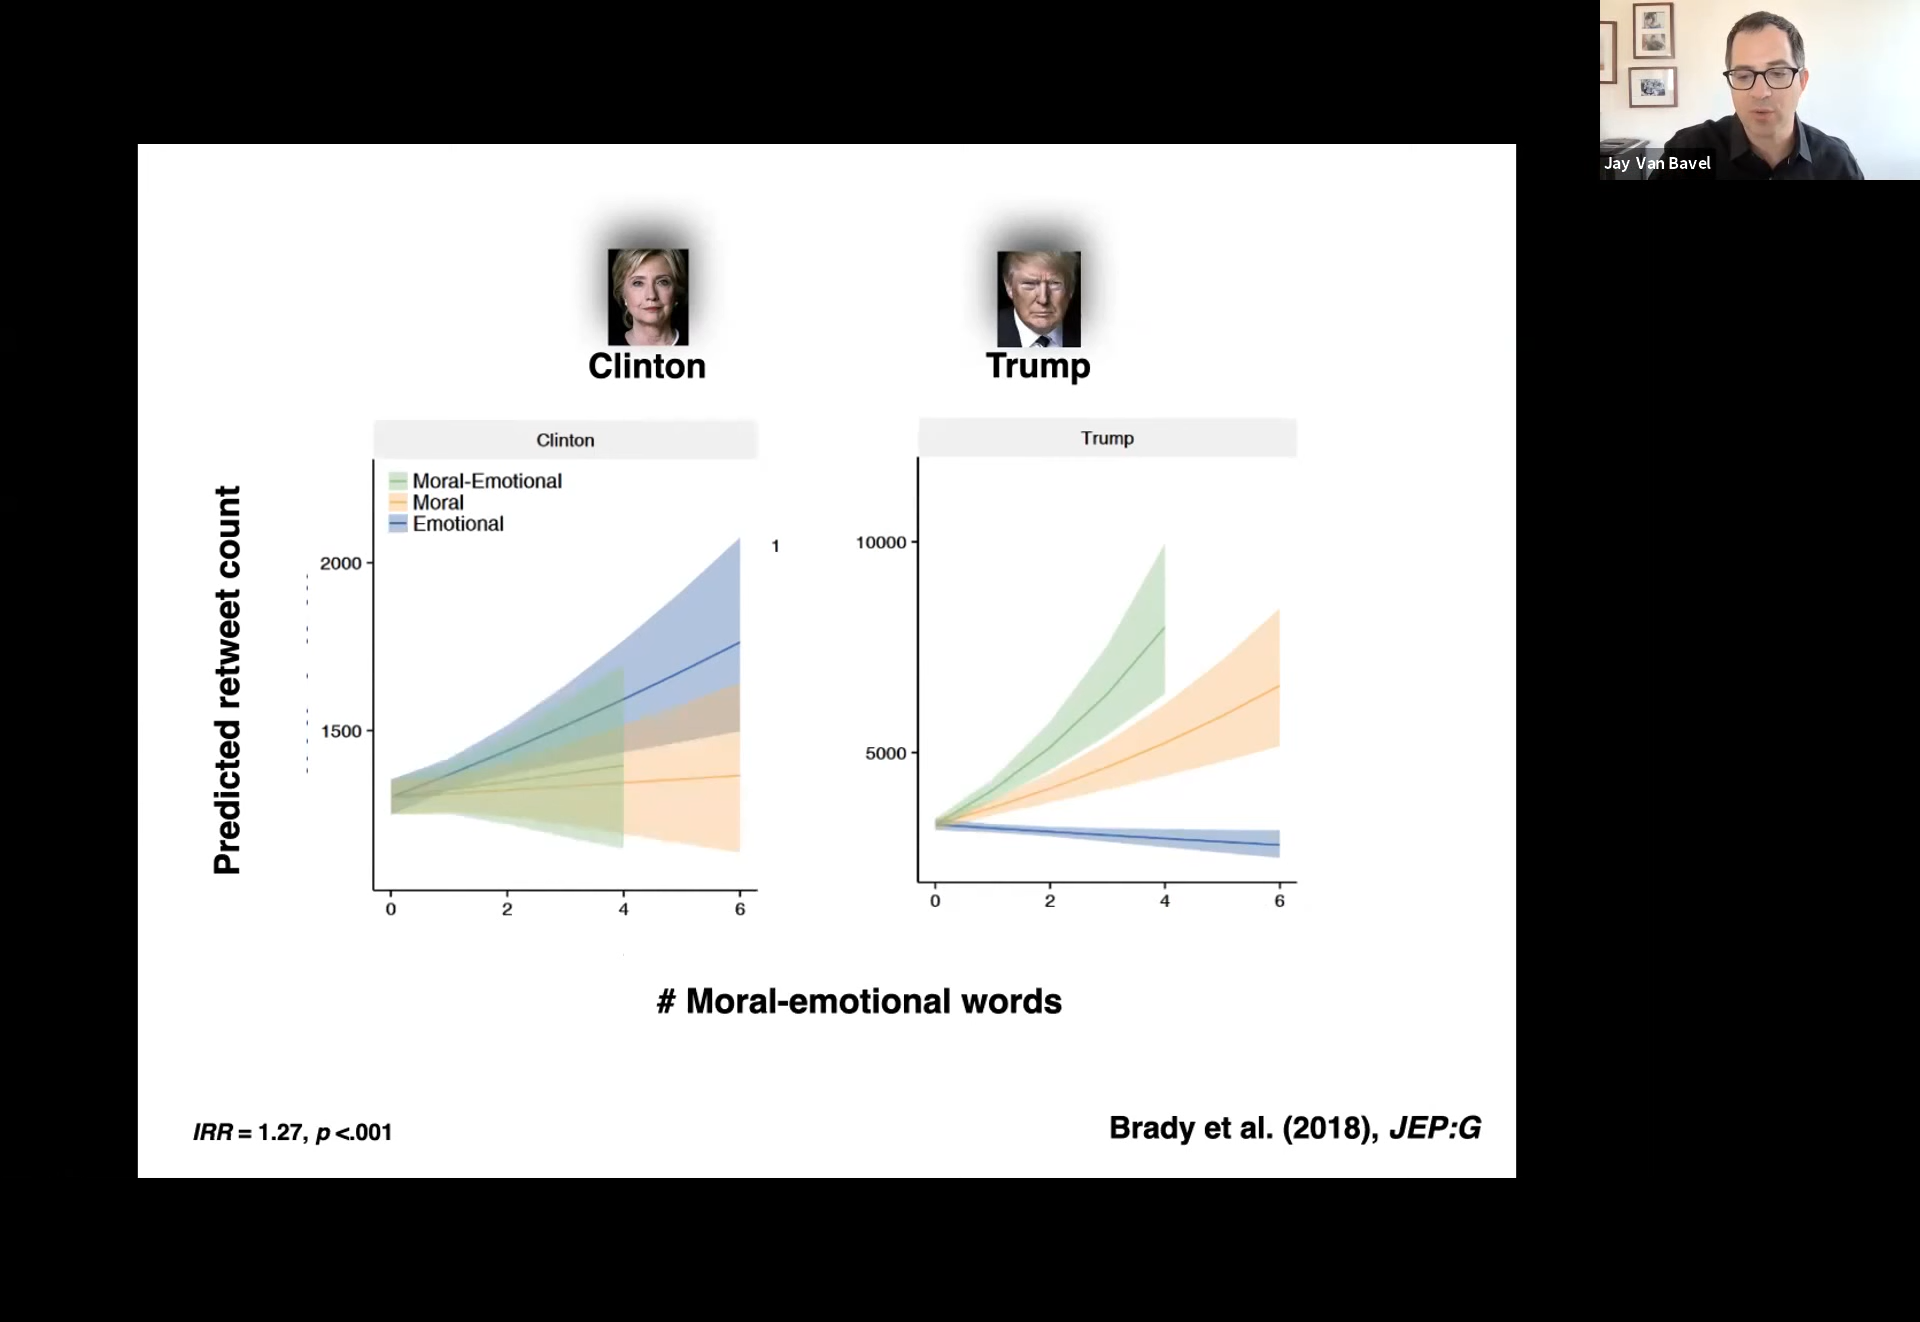 Jay Van Bavel
Clinton
Trump
Clinton
Trump
Moral-Emotional
Moral
Emotional
Predicted retweet count
2000
1500
0 2 4 6
1
10000
5000
0 2 4 6
# Moral-emotional words
IRR = 1.27, p <.001
Brady et al. (2018), JEP:G